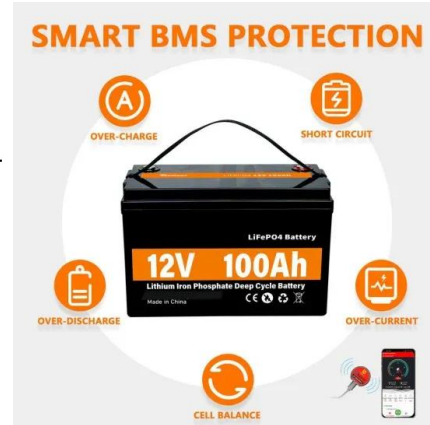 SMART BMS PROTECTION
OVER-CHARGE
SHORT CIRCUIT
LiFePO4 Battery
12V 100Ah
Lithium Iron Phosphate Deep Cycle Battery
Made in China
CE
OVER-DISCHARGE
OVER-CURRENT
CELL BALANCE